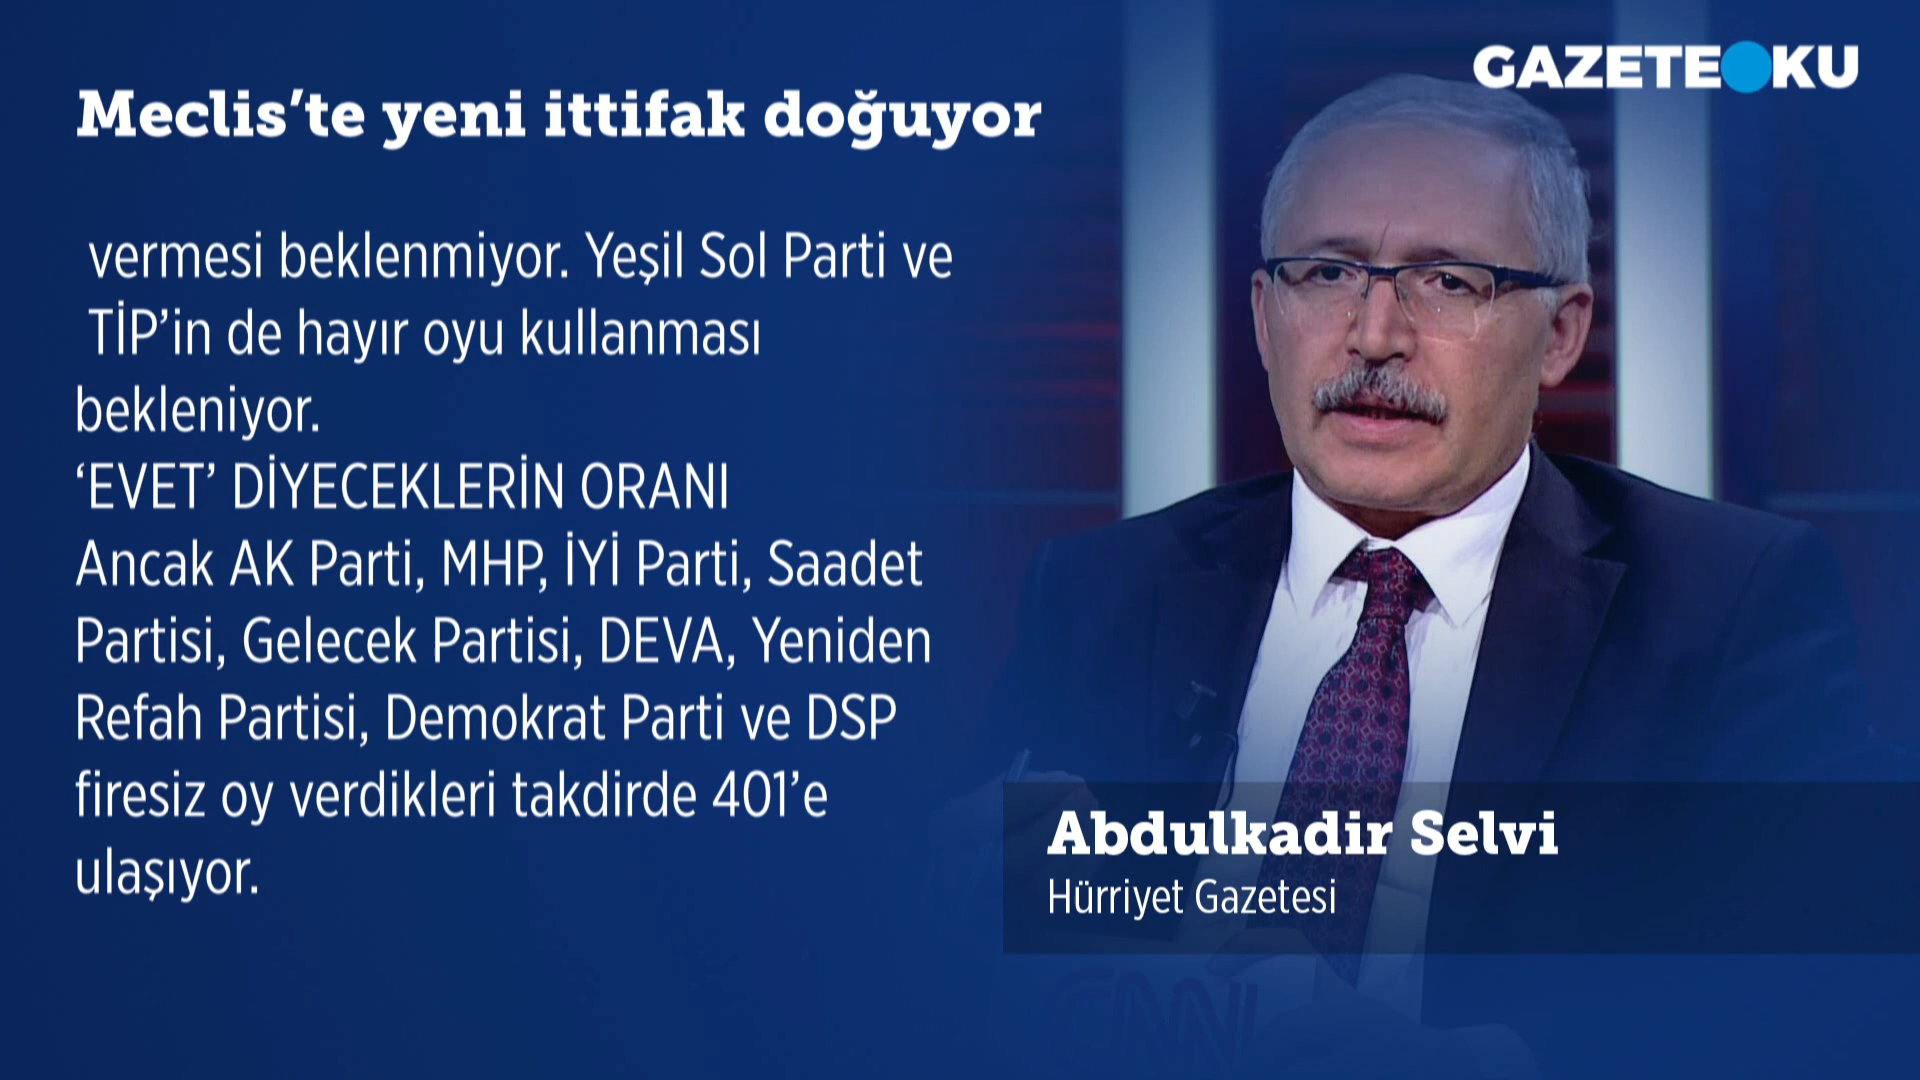 GAZETE OKU
Meclis’te yeni ittifak doğuyor
vermesi beklenmiyor. Yeşil Sol Parti ve
TİP’in de hayır oyu kullanması
bekleniyor.
‘EVET’ DİYECEKLERİN ORANI
Ancak AK Parti, MHP, İYİ Parti, Saadet
Partisi, Gelecek Partisi, DEVA, Yeniden
Refah Partisi, Demokrat Parti ve DSP
firesiz oy verdikleri takdirde 401’e
ulaşıyor.
Abdulkadir Selvi
Hürriyet Gazetesi
CNN